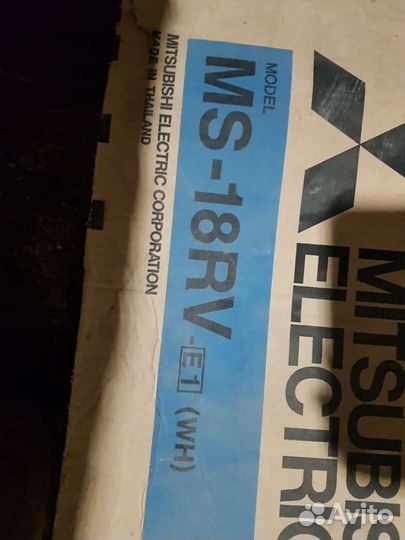 MITSUBIS
ELECTRIC
MODEL
MS-18RV-E1 (WH)
MITSUBISHI ELECTRIC CORPORATION
MADE IN THAILAND
Avito